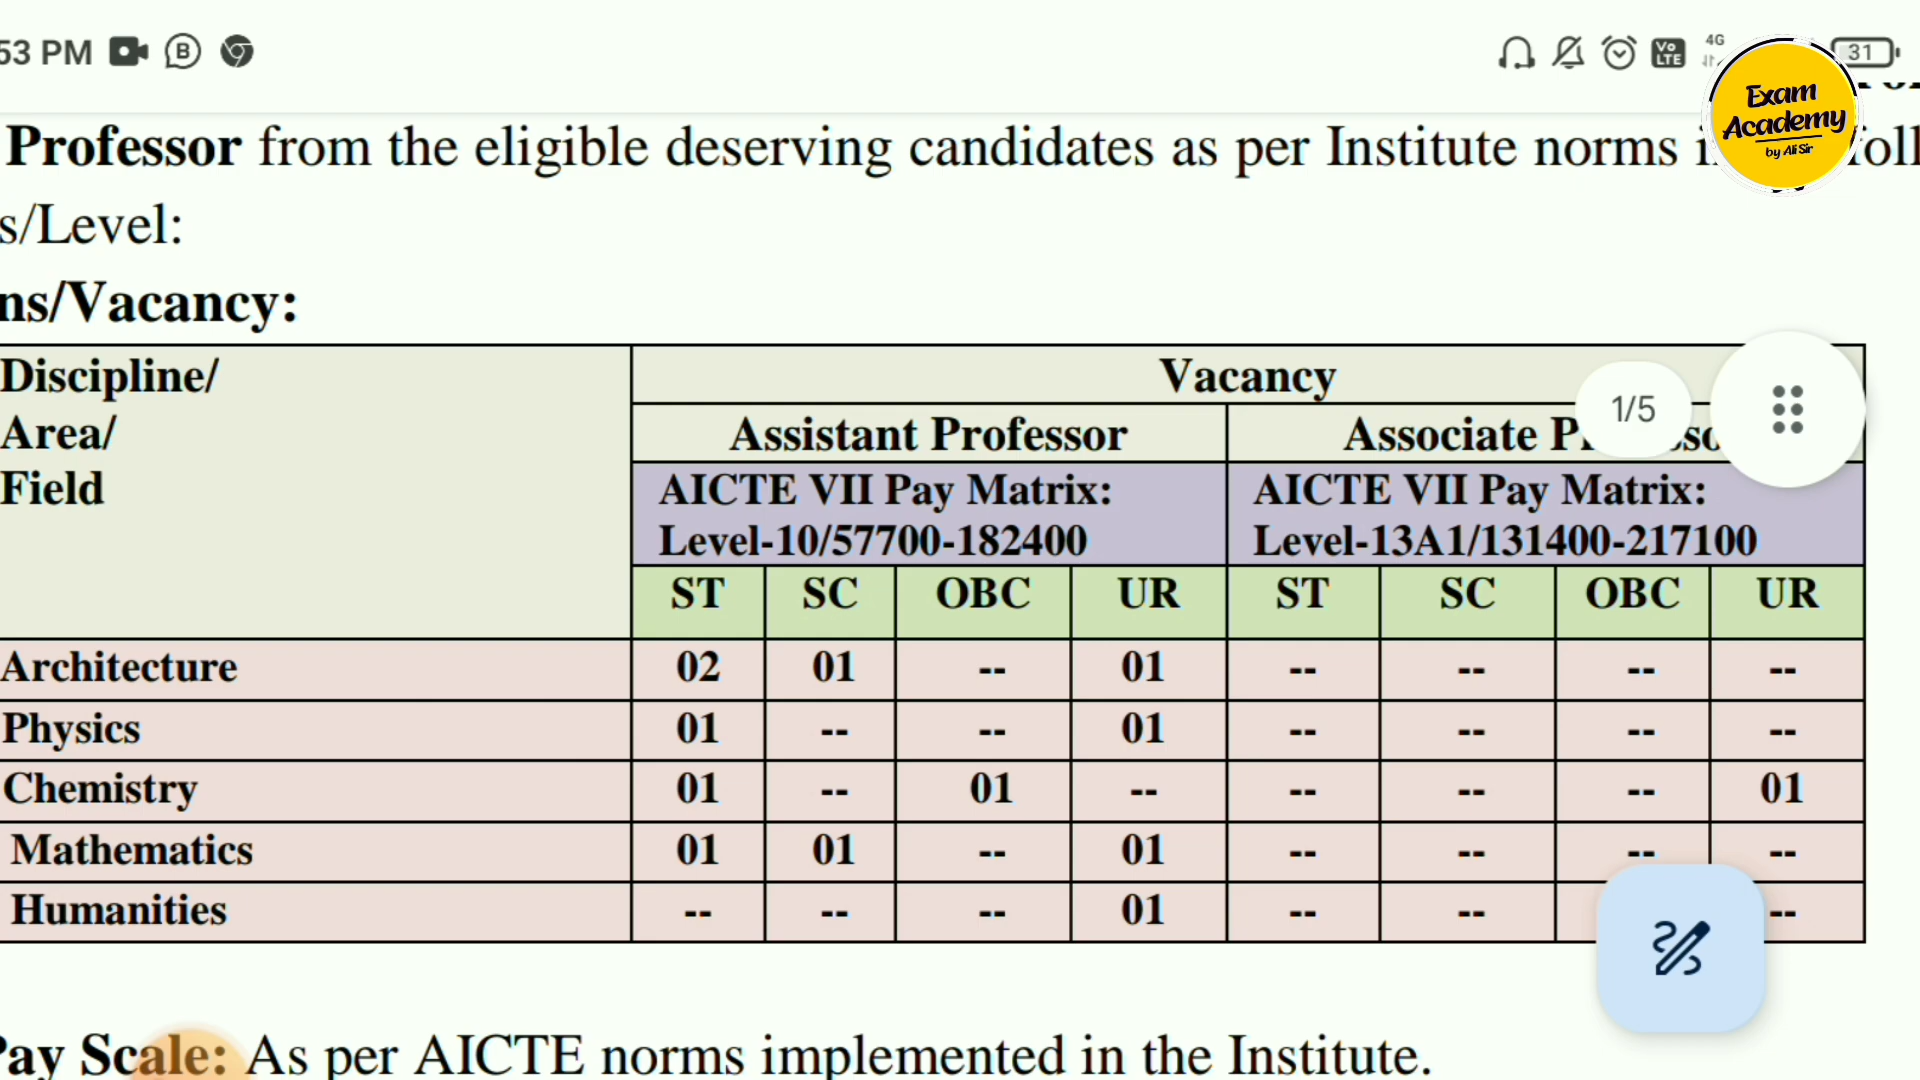 53 PM B 4G Vo LTE 31
Exam
Academy
by Ali Sir
Professor from the eligible deserving candidates as per Institute norms
s/Level:
ns/Vacancy:
Discipline/
Area/
Field
Vacancy
1/5
Assistant Professor Associate
AICTE VII Pay Matrix: AICTE VII Pay Matrix:
Level-10/57700-182400 Level-13A1/131400-217100
ST SC OBC UR ST SC OBC UR
Architecture 02 01 -- 01 -- -- -- --
Physics 01 -- -- 01 -- -- -- --
Chemistry 01 -- 01 -- -- -- -- 01
Mathematics 01 01 -- 01 -- -- -- --
Humanities -- -- -- 01 -- -- --
Pay Scale: As per AICTE norms implemented in the Institute.